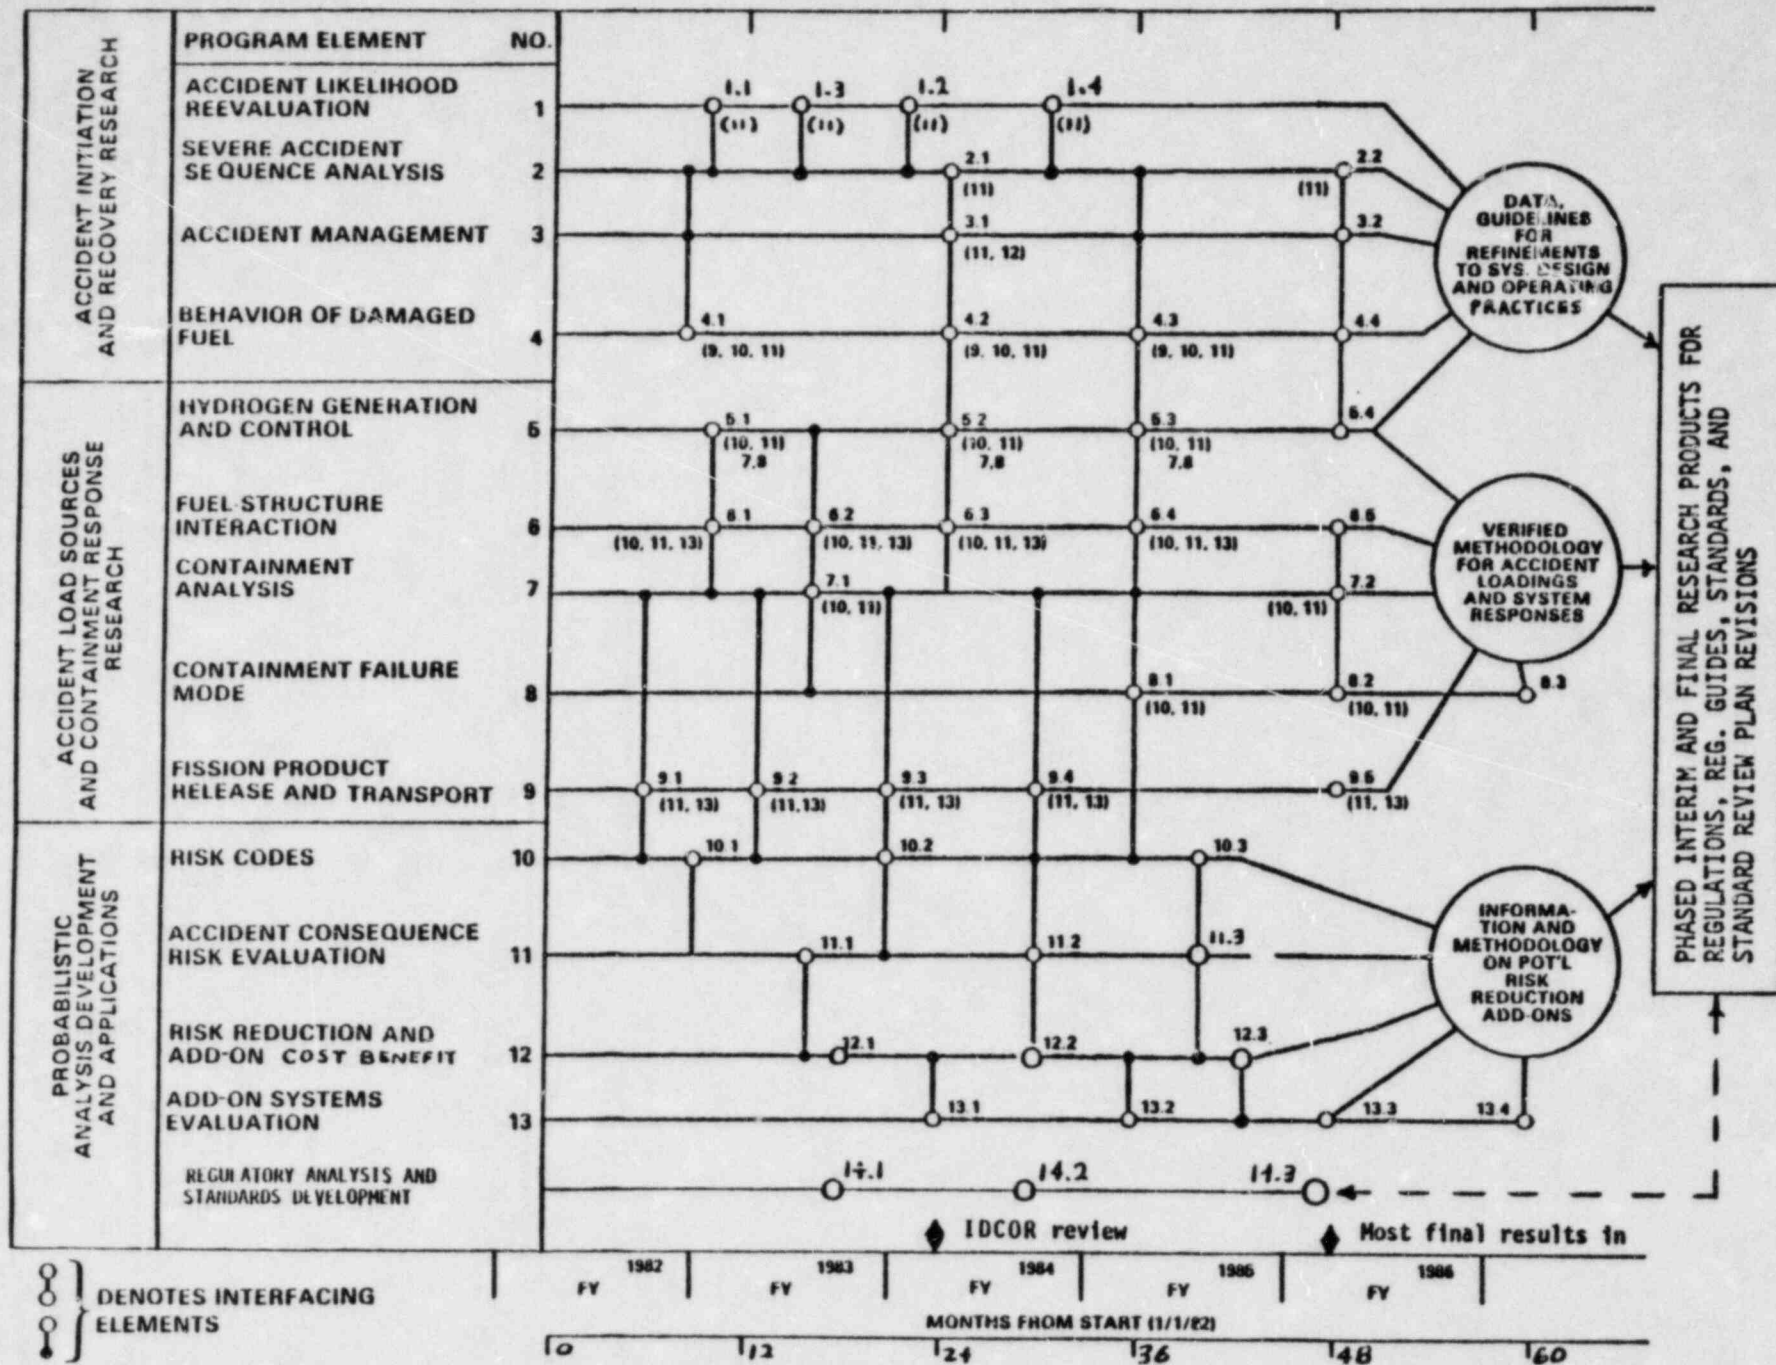 PROGRAM ELEMENT NO.
ACCIDENT INITIATION
AND RECOVERY RESEARCH
ACCIDENT LIKELIHOOD
REEVALUATION 1
1.1 1.3 1.2 1.4
(11) (11) (11) (11)
SEVERE ACCIDENT
SEQUENCE ANALYSIS 2
2.1 2.2
(11) (11)
ACCIDENT MANAGEMENT 3
3.1 3.2
(11, 12)
BEHAVIOR OF DAMAGED
FUEL 4
4.1 4.2 4.3 4.4
(9, 10, 11) (9, 10, 11) (9, 10, 11)
DATA,
GUIDELINES
FOR
REFINEMENTS
TO SYS. DESIGN
AND OPERATING
PRACTICES
ACCIDENT LOAD SOURCES
AND CONTAINMENT RESPONSE
RESEARCH
HYDROGEN GENERATION
AND CONTROL 5
5.1 5.2 5.3 5.4
(10, 11) (10, 11) (10, 11)
7,8 7,8 7,8
FUEL-STRUCTURE
INTERACTION 6
6.1 6.2 6.3 6.4 6.5
(10, 11, 13) (10, 11, 13) (10, 11, 13) (10, 11, 13)
CONTAINMENT
ANALYSIS 7
7.1 7.2
(10, 11) (10, 11)
CONTAINMENT FAILURE
MODE 8
8.1 8.2 8.3
(10, 11) (10, 11)
FISSION PRODUCT
RELEASE AND TRANSPORT 9
9.1 9.2 9.3 9.4 9.5
(11, 13) (11,13) (11, 13) (11, 13) (11, 13)
VERIFIED
METHODOLOGY
FOR ACCIDENT
LOADINGS
AND SYSTEM
RESPONSES
PROBABILISTIC
ANALYSIS DEVELOPMENT
AND APPLICATIONS
RISK CODES 10
10.1 10.2 10.3
ACCIDENT CONSEQUENCE
RISK EVALUATION 11
11.1 11.2 11.3
RISK REDUCTION AND
ADD-ON COST BENEFIT 12
12.1 12.2 12.3
ADD-ON SYSTEMS
EVALUATION 13
13.1 13.2 13.3 13.4
REGULATORY ANALYSIS AND
STANDARDS DEVELOPMENT
14.1 14.2 14.3
INFORMA-
TION AND
METHODOLOGY
ON POT'L
RISK
REDUCTION
ADD-ONS
PHASED INTERIM AND FINAL RESEARCH PRODUCTS FOR
REGULATIONS, REG. GUIDES, STANDARDS, AND
STANDARD REVIEW PLAN REVISIONS
IDCOR review Most final results in
FY 1982 FY 1983 FY 1984 FY 1985 FY 1986
DENOTES INTERFACING
ELEMENTS
MONTHS FROM START (1/1/82)
0 12 24 36 48 60